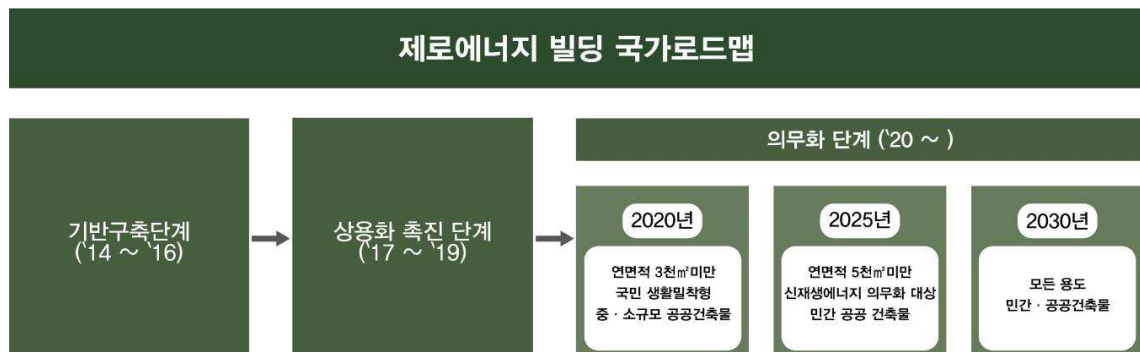 제로에너지 빌딩 국가로드맵
기반구축단계
(‘14 ~ ‘16)
상용화 촉진 단계
(‘17 ~ ‘19)
의무화 단계 (‘20 ~ )
2020년
연면적 3천㎡미만
국민 생활밀착형
중 · 소규모 공공건축물
2025년
연면적 5천㎡미만
신재생에너지 의무화 대상
민간 공공 건축물
2030년
모든 용도
민간 · 공공건축물